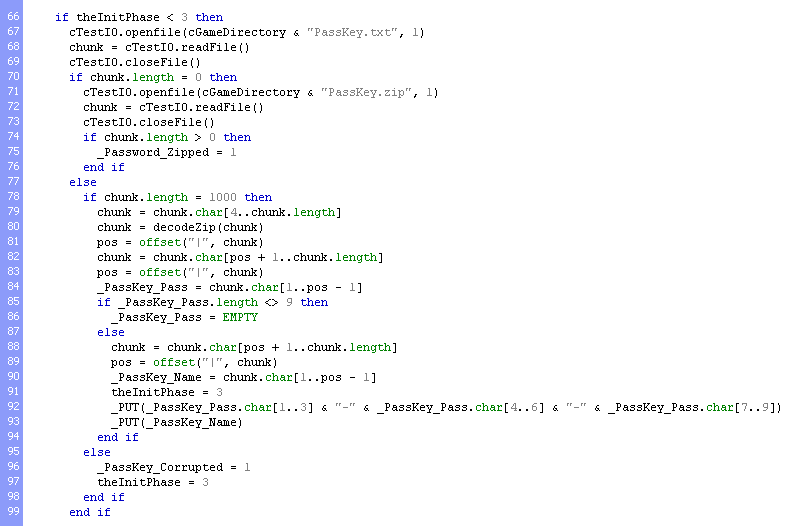 66 if theInitPhase < 3 then
67 cTestIO.openfile(cGameDirectory & "PassKey.txt", 1)
68 chunk = cTestIO.readFile()
69 cTestIO.closeFile()
70 if chunk.length = 0 then
71 cTestIO.openfile(cGameDirectory & "PassKey.zip", 1)
72 chunk = cTestIO.readFile()
73 cTestIO.closeFile()
74 if chunk.length > 0 then
75 _Password_Zipped = 1
76 end if
77 else
78 if chunk.length = 1000 then
79 chunk = chunk.char[4..chunk.length]
80 chunk = decodeZip(chunk)
81 pos = offset("|", chunk)
82 chunk = chunk.char[pos + 1..chunk.length]
83 pos = offset("|", chunk)
84 _PassKey_Pass = chunk.char[1..pos - 1]
85 if _PassKey_Pass.length <> 9 then
86 _PassKey_Pass = EMPTY
87 else
88 chunk = chunk.char[pos + 1..chunk.length]
89 pos = offset("|", chunk)
90 _PassKey_Name = chunk.char[1..pos - 1]
91 theInitPhase = 3
92 _PUT(_PassKey_Pass.char[1..3] & "-" & _PassKey_Pass.char[4..6] & "-" & _PassKey_Pass.char[7..9])
93 _PUT(_PassKey_Name)
94 end if
95 else
96 _PassKey_Corrupted = 1
97 theInitPhase = 3
98 end if
99 end if